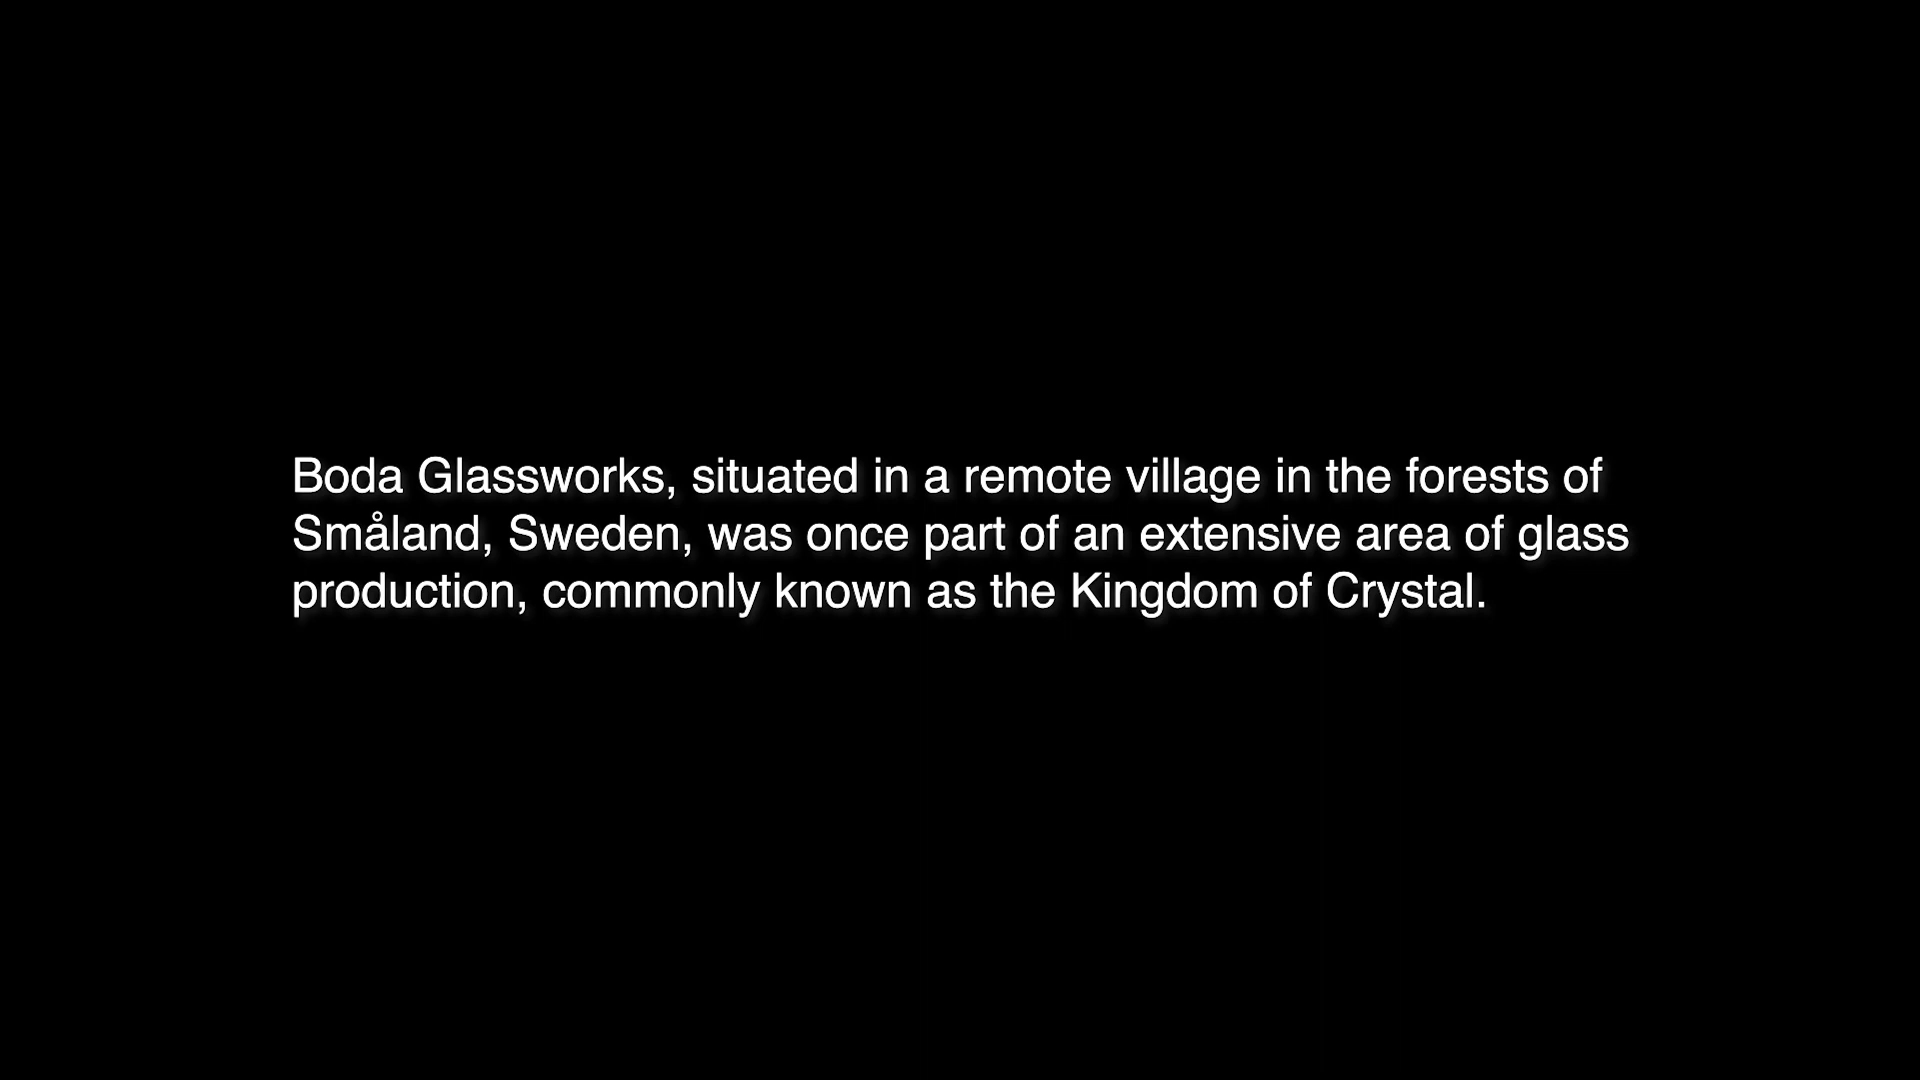 Boda Glassworks, situated in a remote village in the forests of
Småland, Sweden, was once part of an extensive area of glass
production, commonly known as the Kingdom of Crystal.